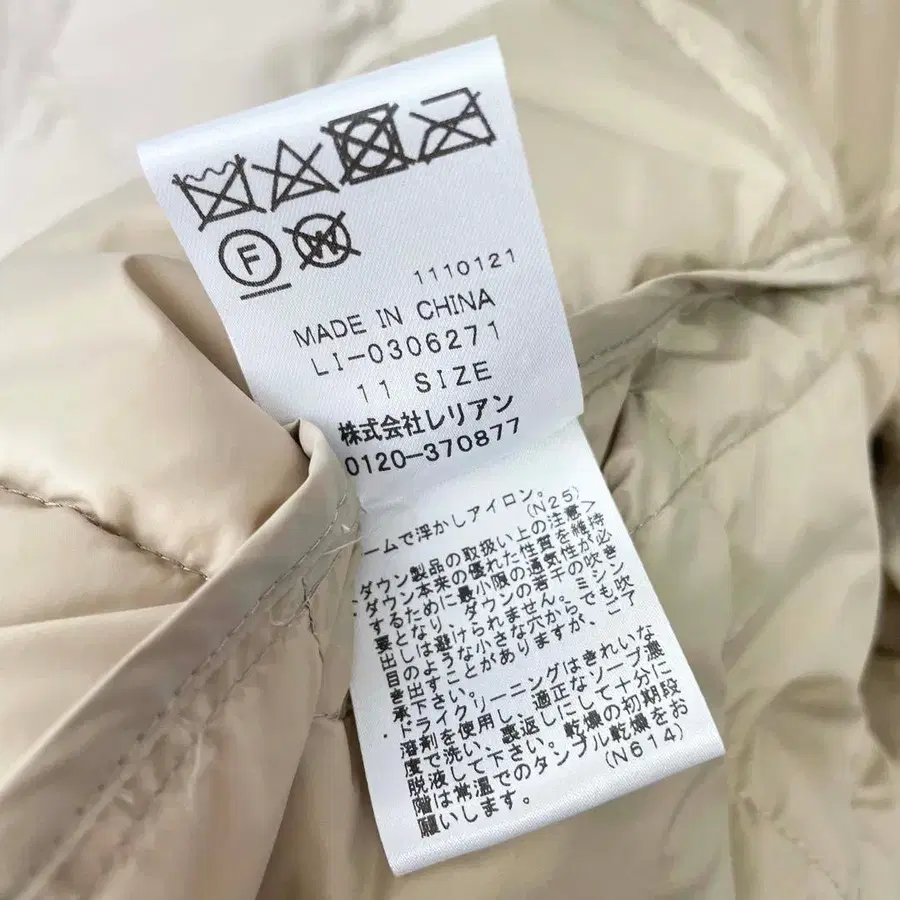 F
W
1110121
MADE IN CHINA
LI-0306271
11 SIZE
株式会社レリアン
0120-370877
ームで浮かしアイロン。
(N25)
ダウン製品の取扱い上の注意>
ダウン本来の優れた性質を維持
するために最小限の通気性が必
要となり、ダウンの若干の吹き
出しは避けられません。ミシン
目のような小さな穴からでも吹
き出すことがありますが、ご了
承下さい。
ドライクリーニングはきれいな
溶剤を使用し、適正なソープ濃
度で洗い、裏返しにして十分に
脱液して下さい。乾燥の初期段
階は常温でのタンブル乾燥をお
願いします。
(N614)